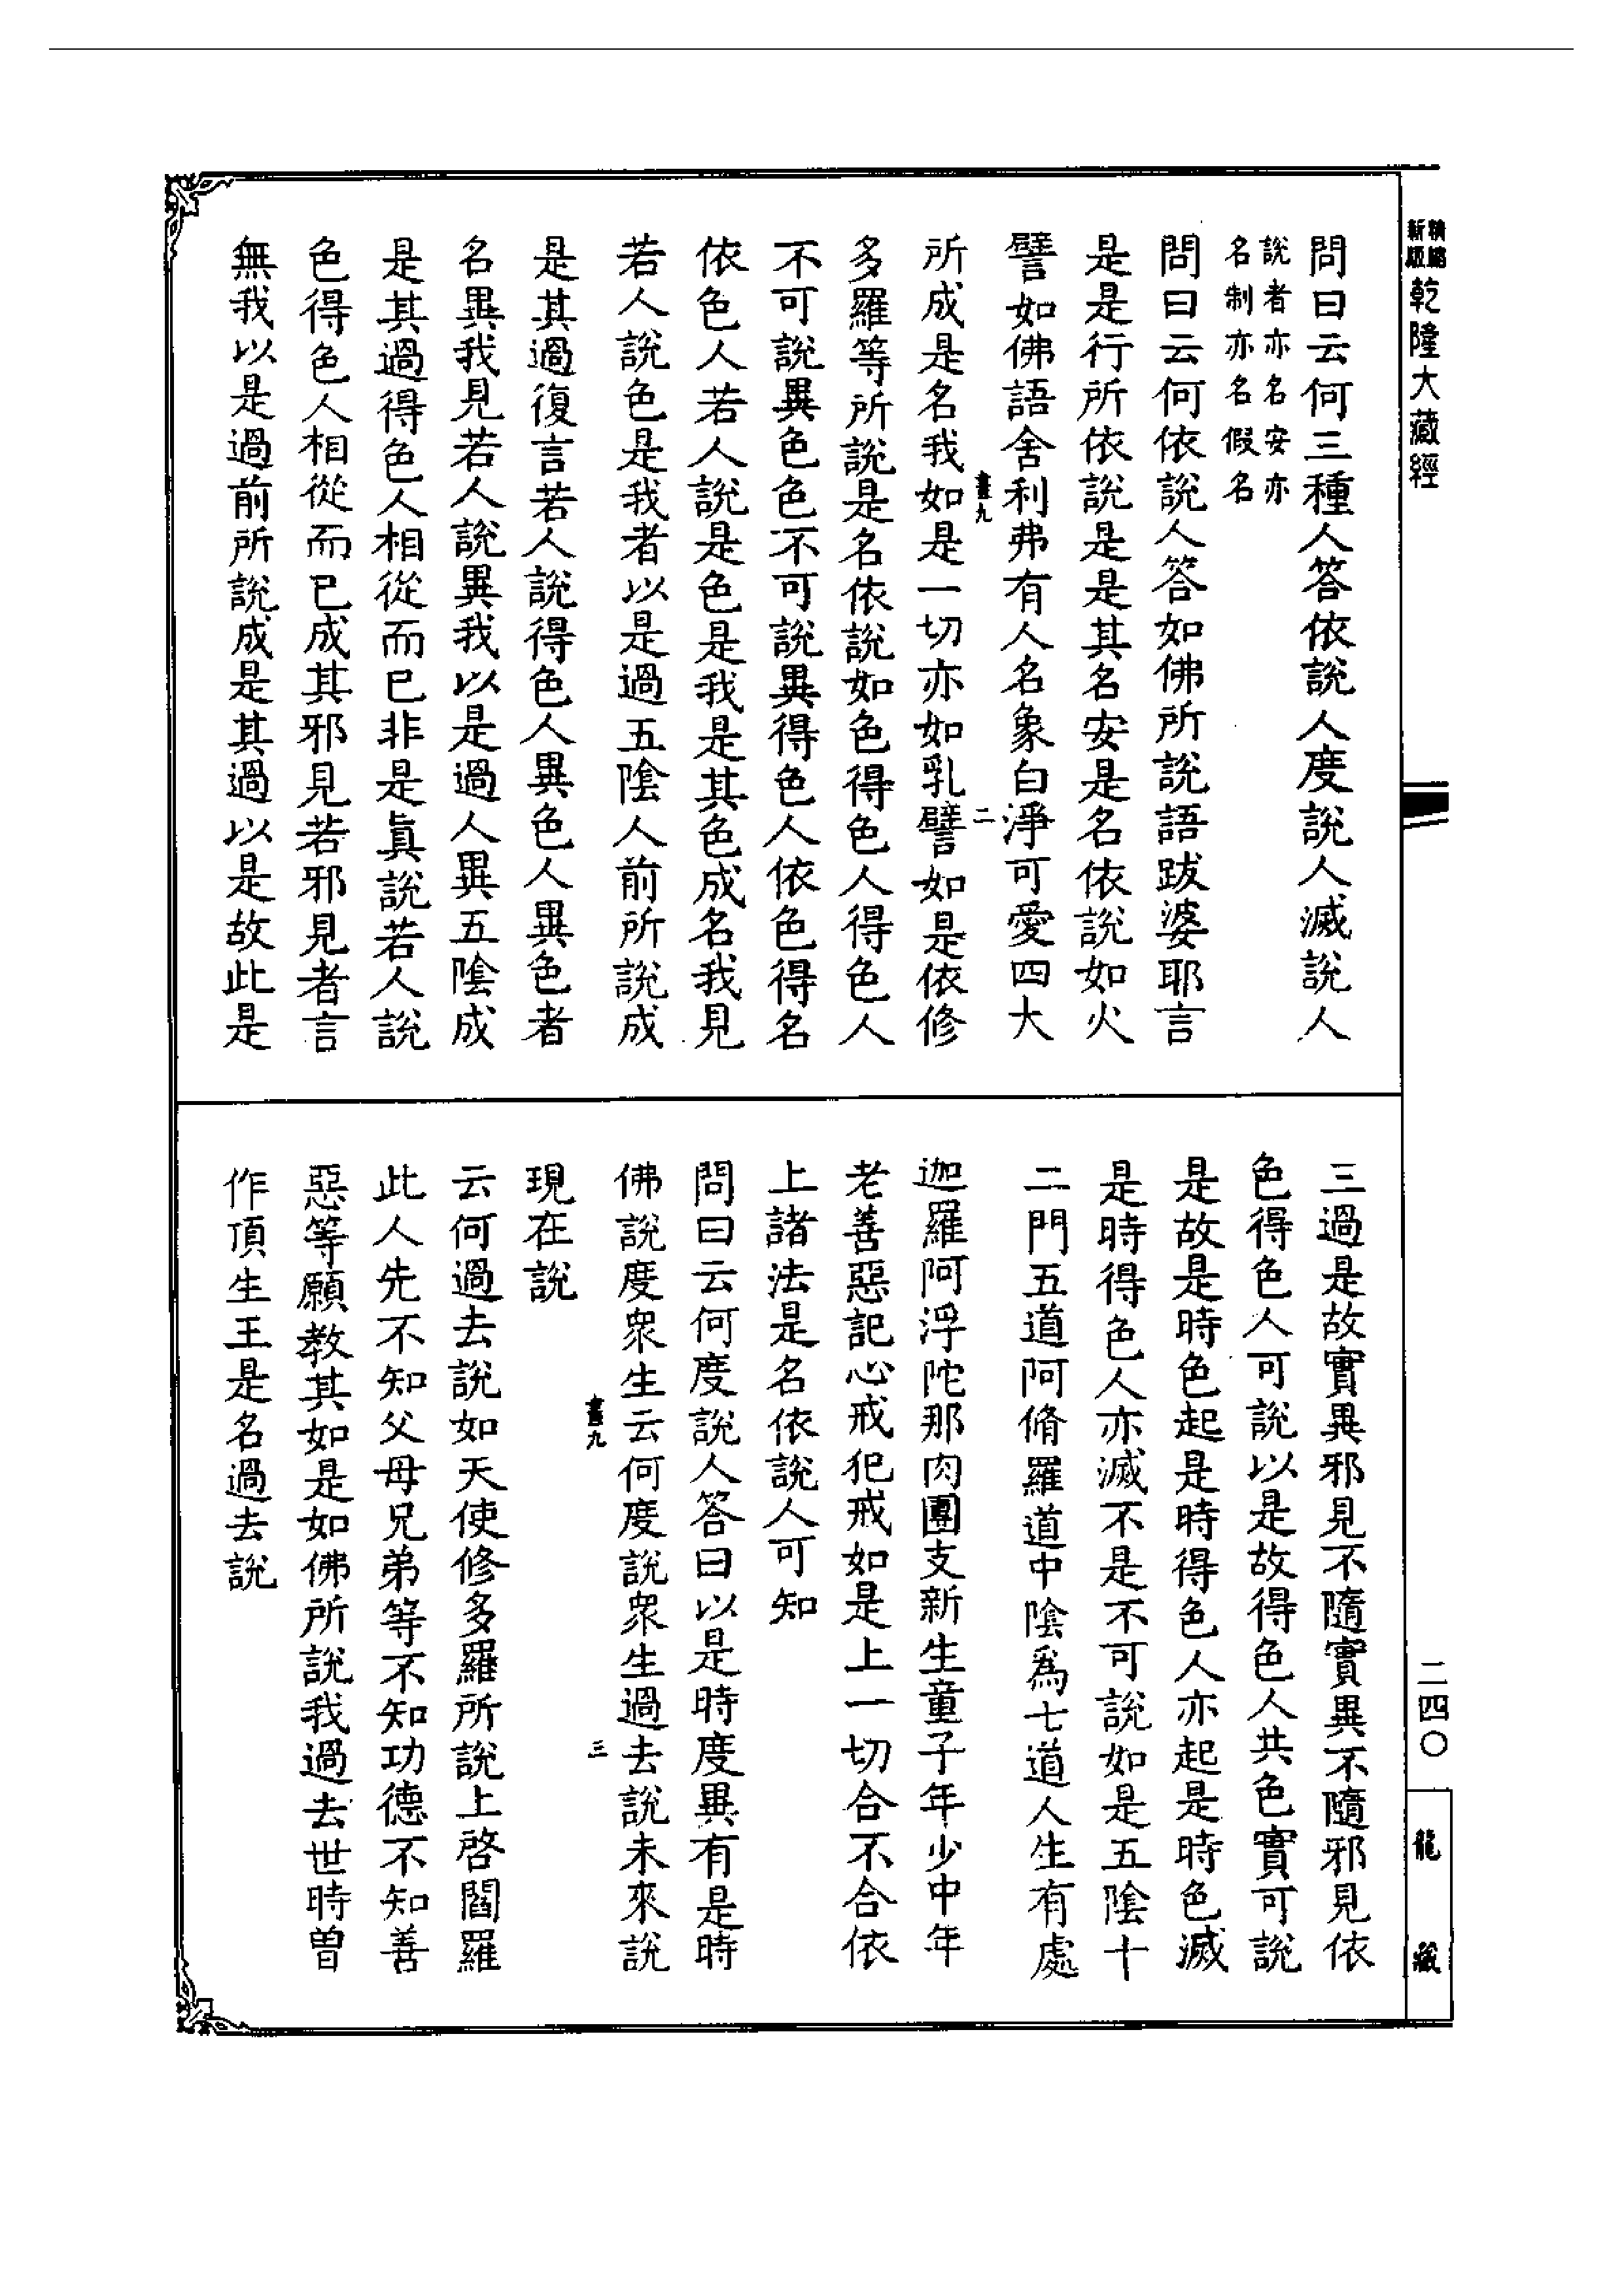 精縮新版乾隆大藏經
二四〇
龍藏
問曰云何三種人答依說人度說人滅說人
說者亦名安亦
名制亦名假名
問曰云何依說人答如佛所說語跋婆耶言
是是行所依說是是其名安是名依說如火
譬如佛語舍利弗有人名象白淨可愛四大
畫九 二
所成是名我如是一切亦如乳譬如是依修
多羅等所說是名依說如色得色人得色人
不可說異色色不可說異得色人依色得名
依色人若人說是色是我是其色成名我見
若人說色是我者以是過五陰人前所說成
是其過復言若人說得色人異色人異色者
名異我見若人說異我以是過人異五陰成
是其過得色人相從而已非是眞說若人說
色得色人相從而已成其邪見若邪見者言
無我以是過前所說成是其過以是故此是
三過是故實異邪見不隨實異不隨邪見依
色得色人可說以是故得色人共色實可說
是故是時色起是時得色人亦起是時色滅
是時得色人亦滅不是不可說如是五陰十
二門五道阿脩羅道中陰爲七道人生有處
迦羅阿浮陀那肉團支新生童子年少中年
老善惡記心戒犯戒如是上一切合不合依
上諸法是名依說人可知
問曰云何度說人答曰以是時度異有是時
佛說度衆生云何度說衆生過去說未來說
畫九 三
現在說
云何過去說如天使修多羅所說上啓閻羅
此人先不知父母兄弟等不知功德不知善
惡等願教其如是如佛所說我過去世時曾
作頂生王是名過去說